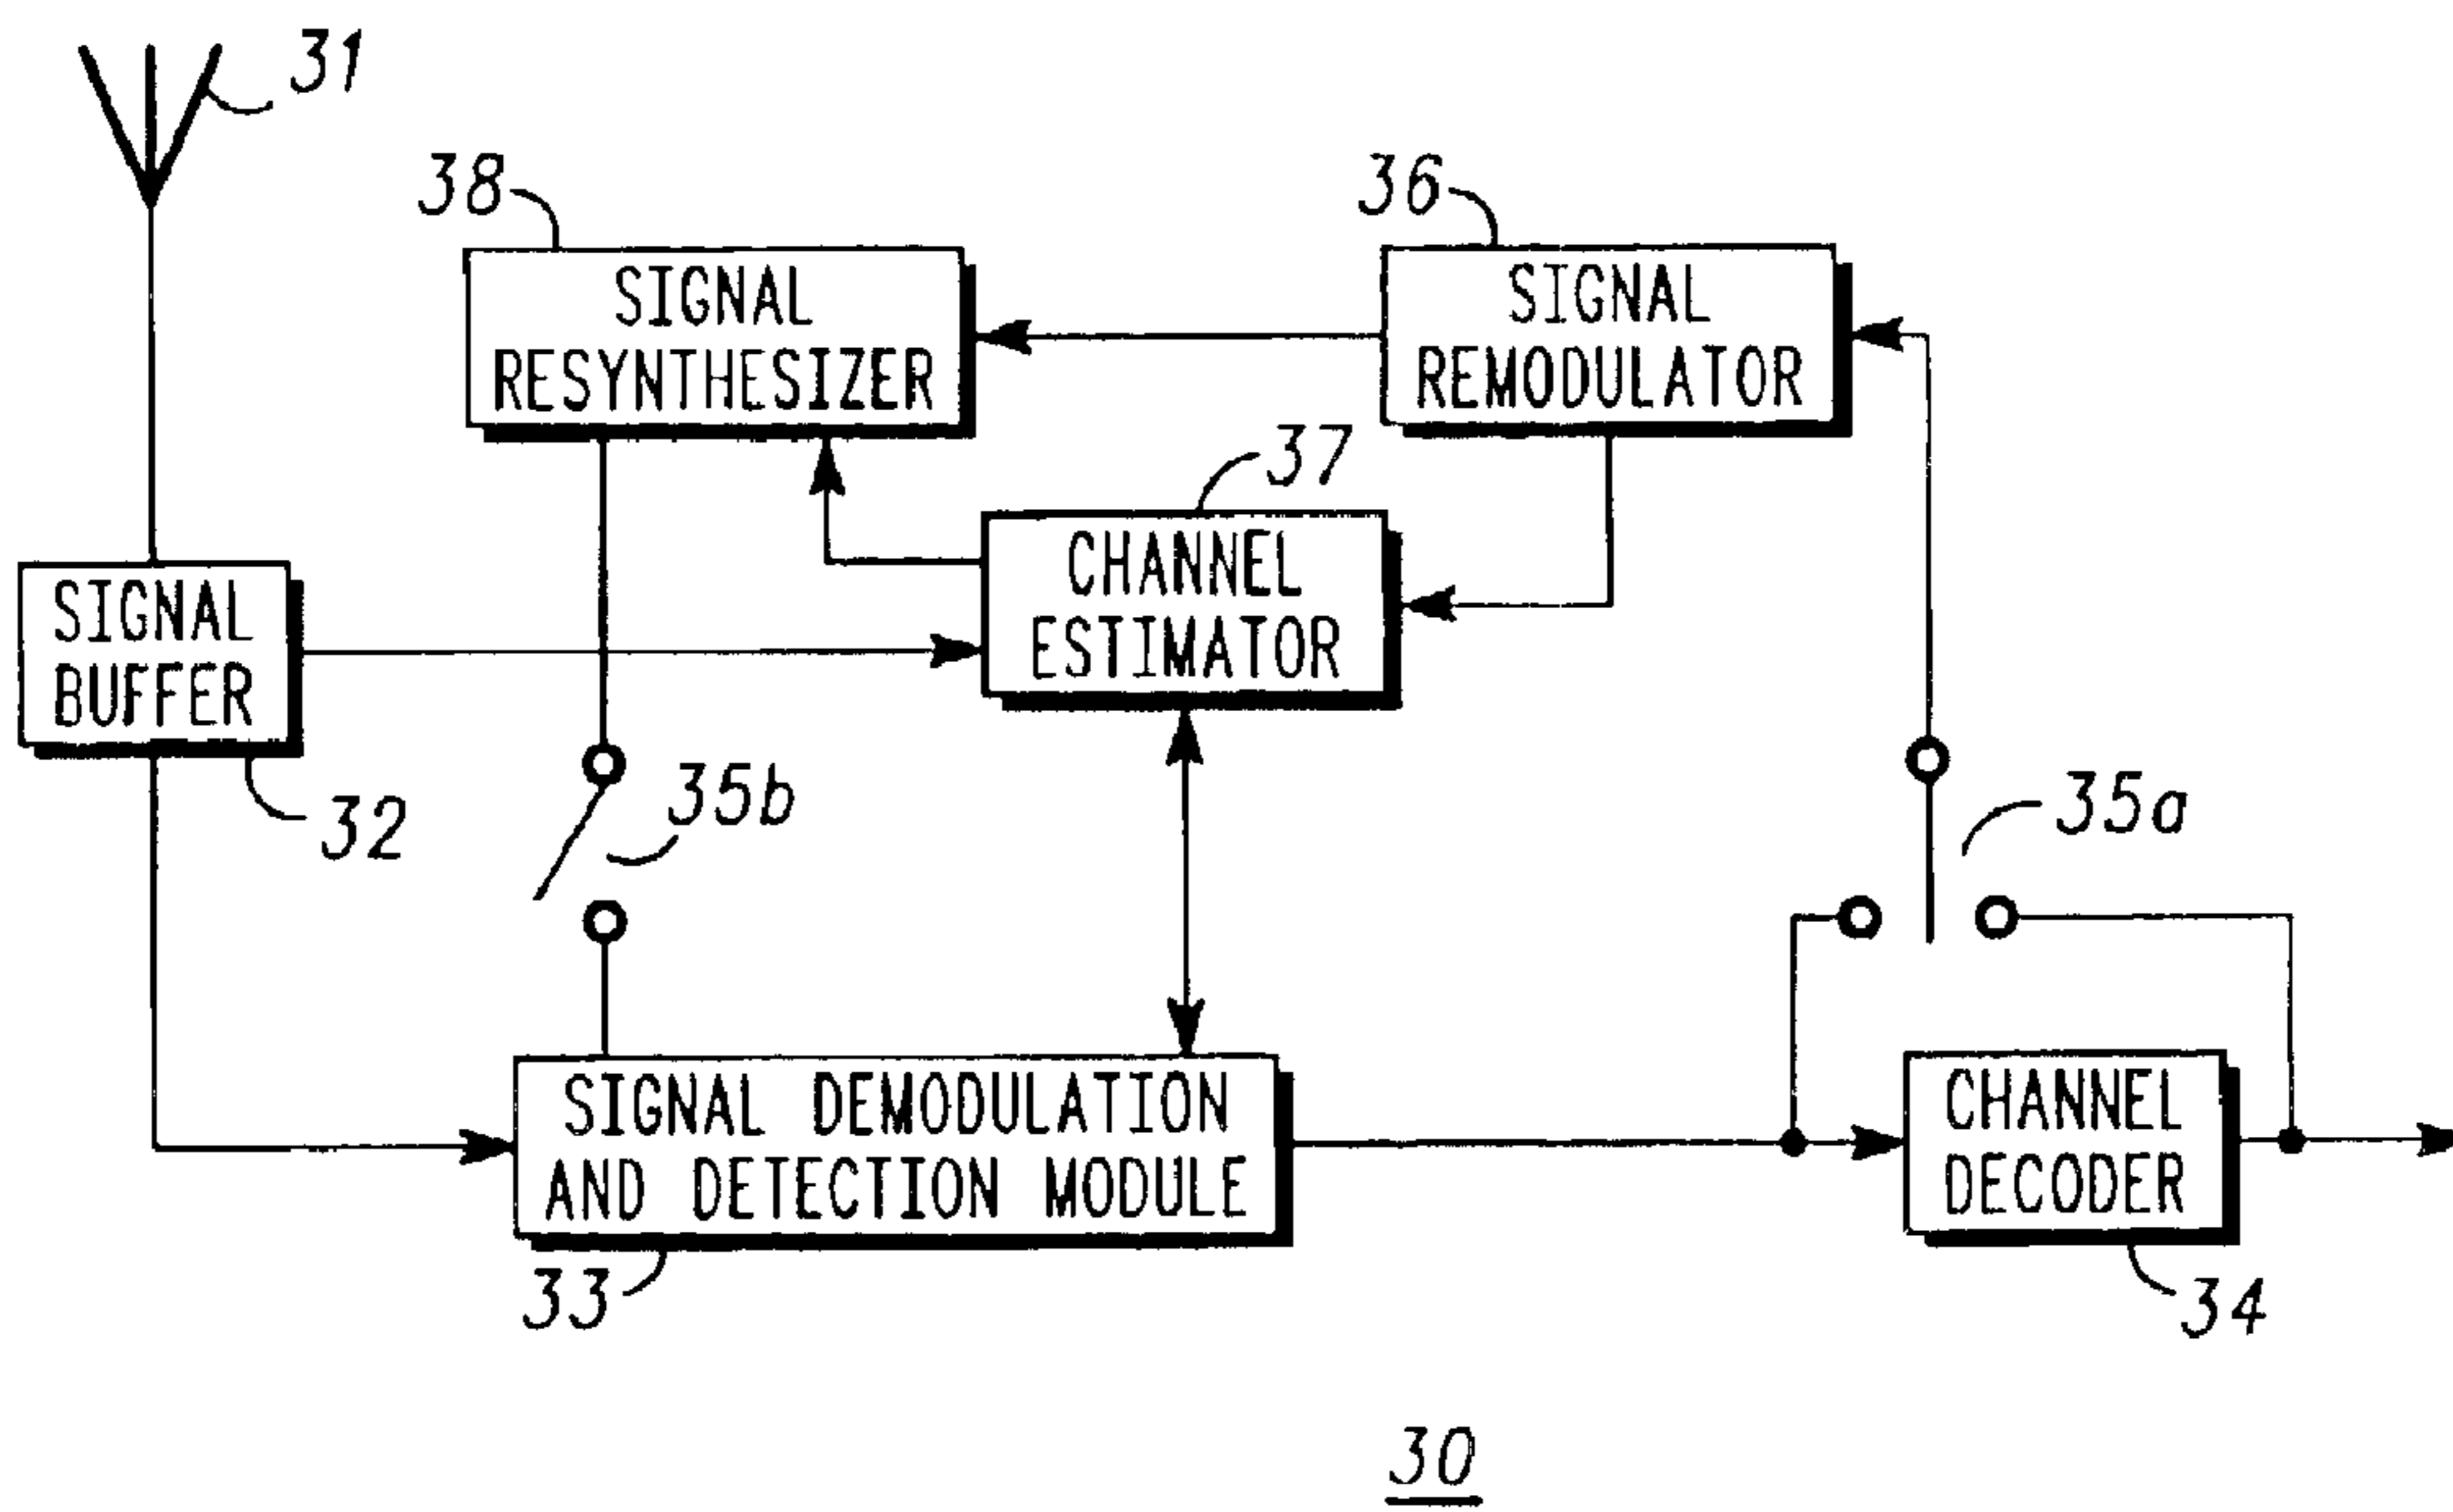 31
38
36
SIGNAL
RESYNTHESIZER
SIGNAL
REMODULATOR
37
CHANNEL
ESTIMATOR
SIGNAL
BUFFER
32
35b
35a
SIGNAL DEMODULATION
AND DETECTION MODULE
CHANNEL
DECODER
33
34
30